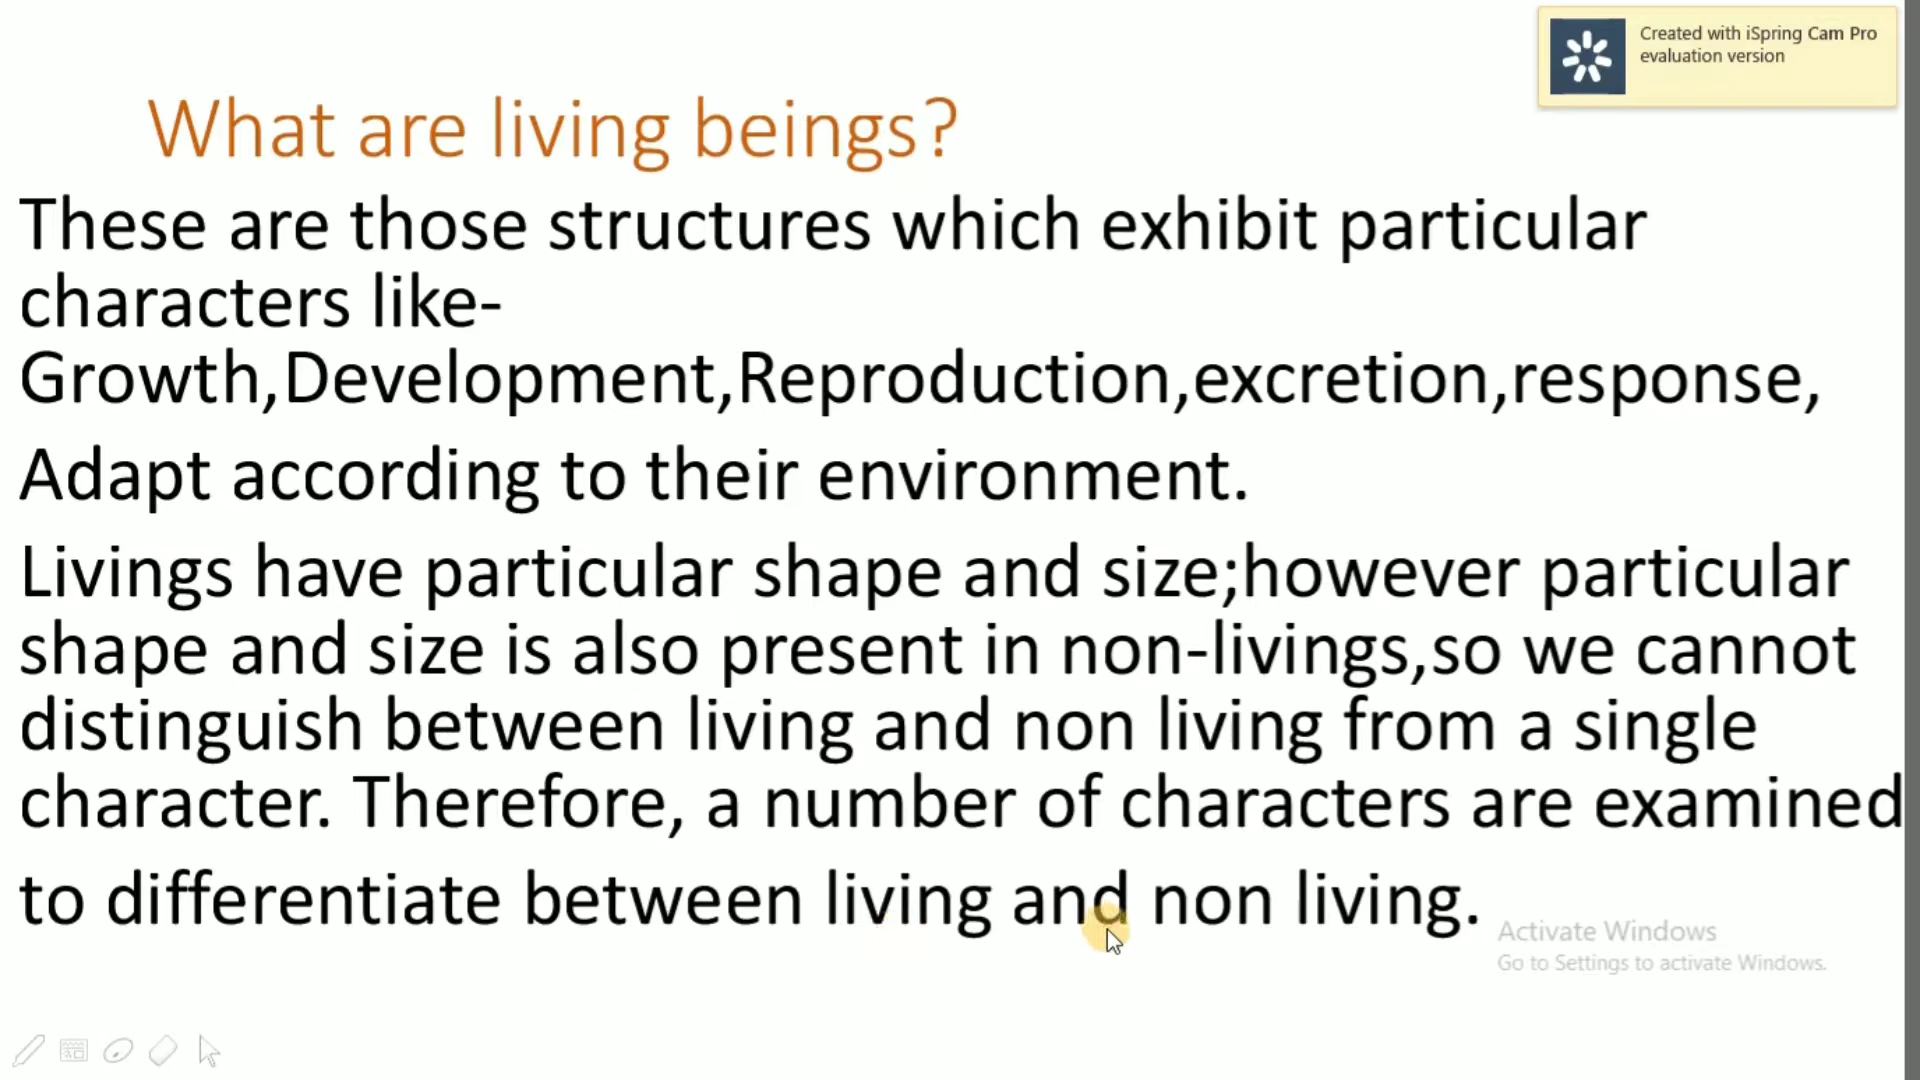 Created with iSpring Cam Pro
evaluation version
What are living beings?
These are those structures which exhibit particular
characters like-
Growth,Development,Reproduction,excretion,response,
Adapt according to their environment.
Livings have particular shape and size;however particular
shape and size is also present in non-livings,so we cannot
distinguish between living and non living from a single
character. Therefore, a number of characters are examined
to differentiate between living and non living.
Activate Windows
Go to Settings to activate Windows.